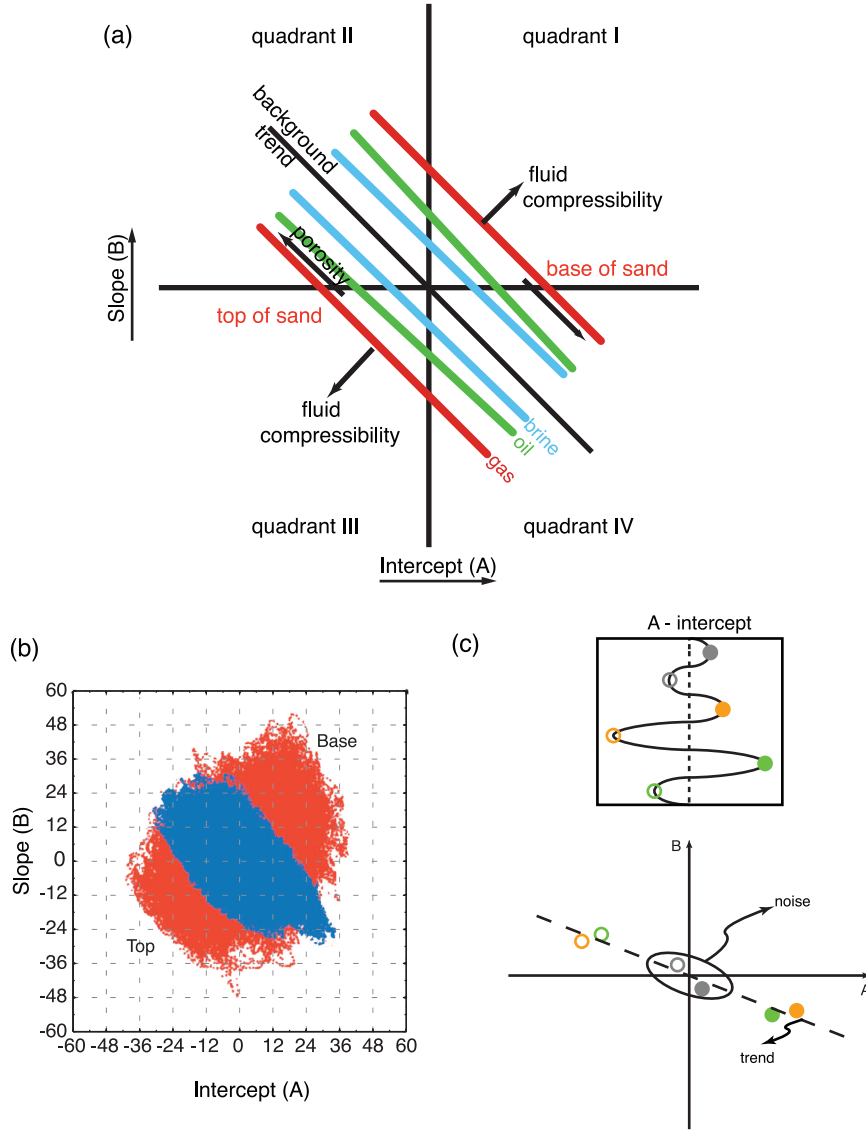 (a)
quadrant II
quadrant I
background
trend
fluid
compressibility
porosity
base of sand
Slope (B)
top of sand
fluid
compressibility
brine
oil
gas
quadrant III
quadrant IV
Intercept (A)
(b)
60
48
36
24
12
0
-12
-24
-36
-48
-60
Slope (B)
Base
Top
-60 -48 -36 -24 -12 0 12 24 36 48 60
Intercept (A)
(c)
A - intercept
B
noise
A
trend